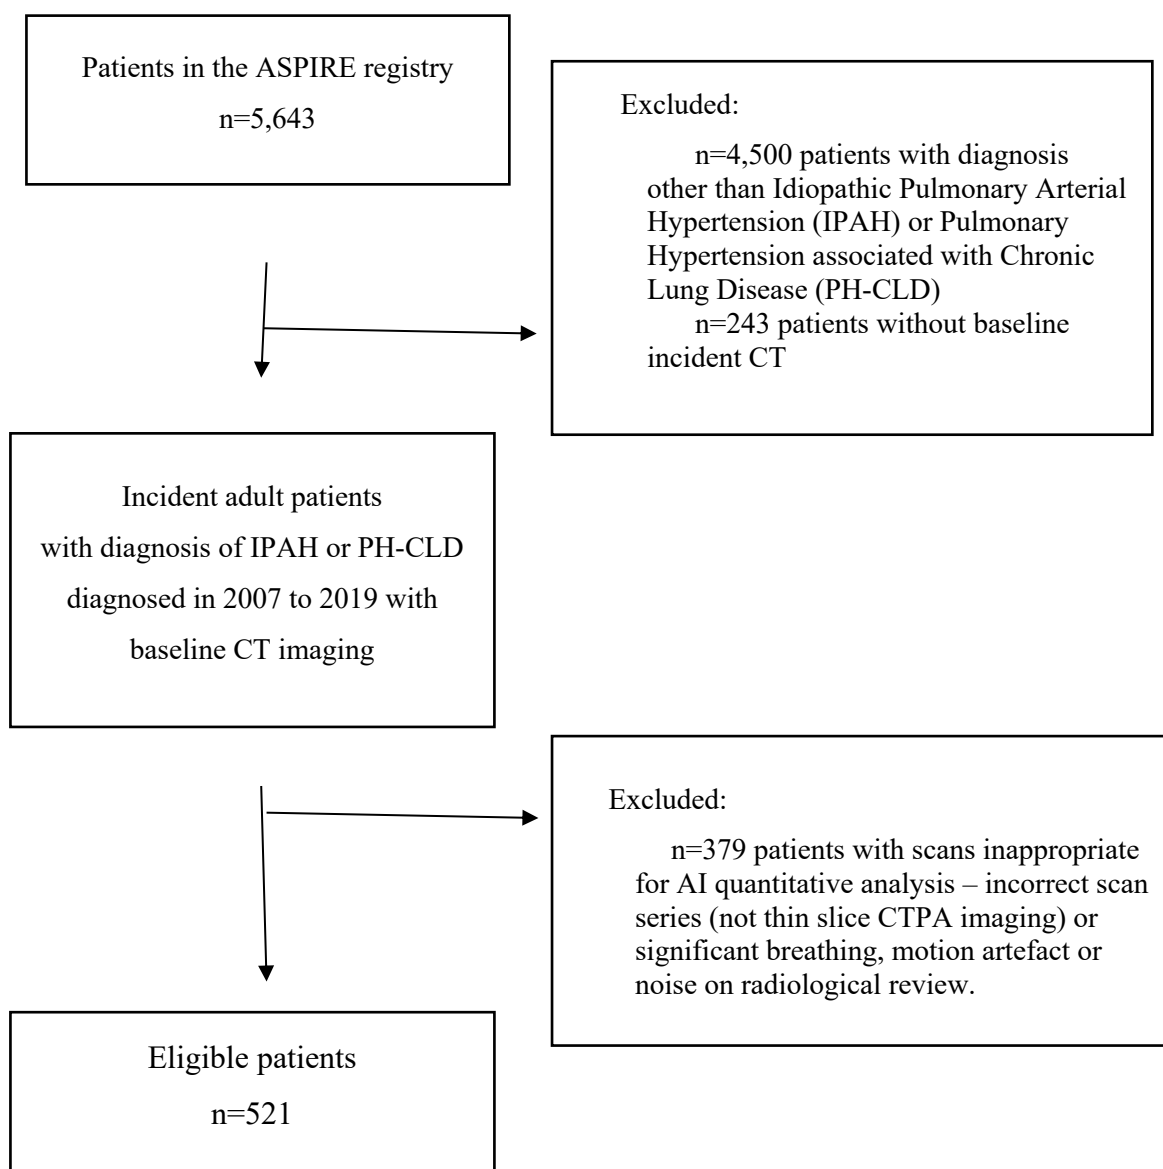 Patients in the ASPIRE registry
n=5,643
Excluded:
n=4,500 patients with diagnosis
other than Idiopathic Pulmonary Arterial
Hypertension (IPAH) or Pulmonary
Hypertension associated with Chronic
Lung Disease (PH-CLD)
n=243 patients without baseline
incident CT
Incident adult patients
with diagnosis of IPAH or PH-CLD
diagnosed in 2007 to 2019 with
baseline CT imaging
Excluded:
n=379 patients with scans inappropriate
for AI quantitative analysis – incorrect scan
series (not thin slice CTPA imaging) or
significant breathing, motion artefact or
noise on radiological review.
Eligible patients
n=521